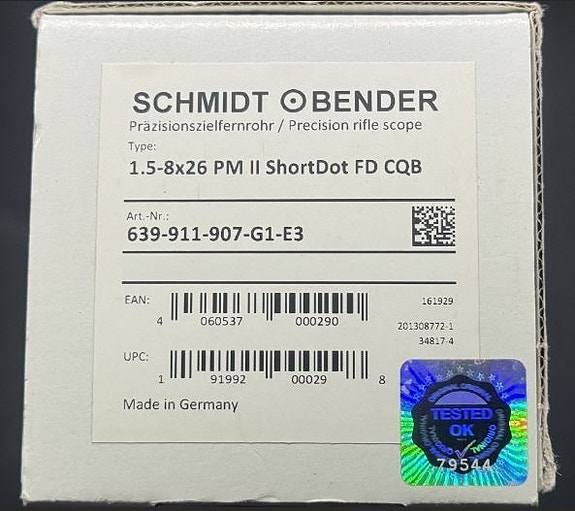 SCHMIDT BENDER
Präzisionszielfernrohr / Precision rifle scope
Type:
1.5-8x26 PM II ShortDot FD CQB
Art.-Nr.:
639-911-907-G1-E3
EAN:
4 060537 000290
161929
201308772-1
34817-4
UPC:
1 91992 00029 8
Made in Germany
TESTED
OK
ORIGINAL
79544